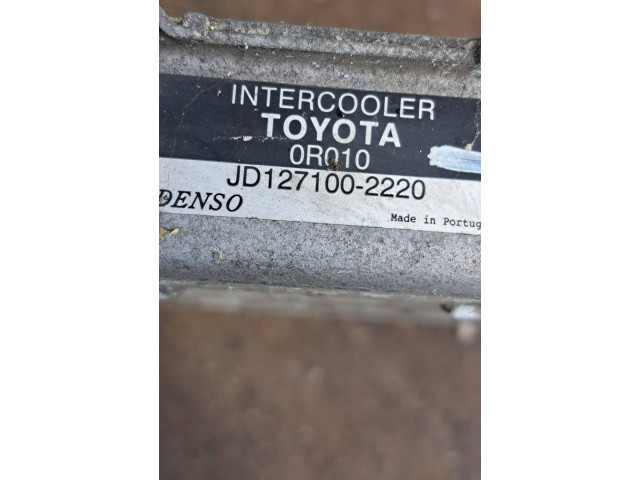 INTERCOOLER
TOYOTA
0R010
JD127100-2220
DENSO
Made in Portug